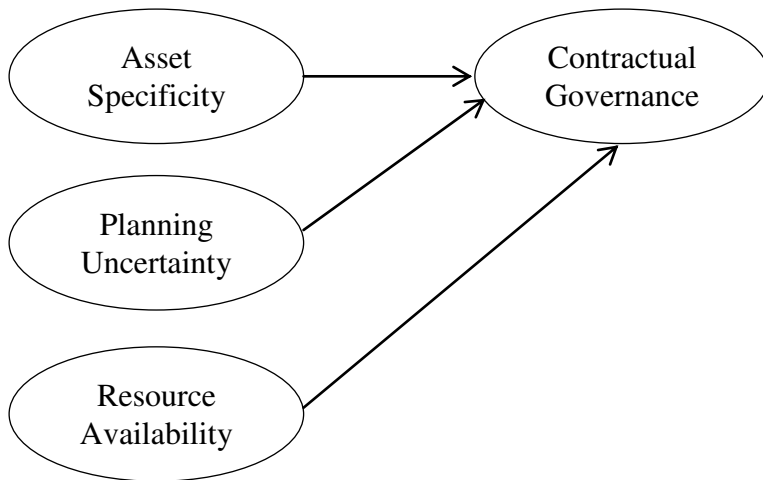 Asset
Specificity
Contractual
Governance
Planning
Uncertainty
Resource
Availability